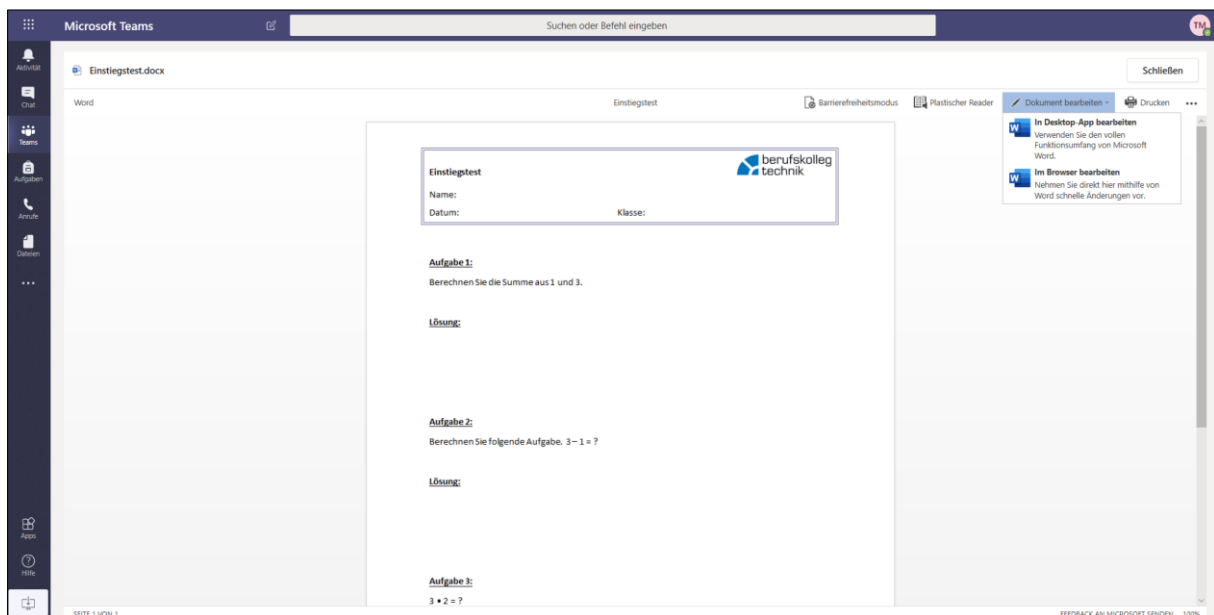 Microsoft Teams
Suchen oder Befehl eingeben
TM
Aktivität
Chat
Teams
Aufgaben
Anrufe
Dateien
Apps
Hilfe
Einstiegstest.docx
Schließen
Word
Einstiegstest
Barrierefreiheitsmodus
Plastischer Reader
Dokument bearbeiten
Drucken
In Desktop-App bearbeiten
Verwenden Sie den vollen
Funktionsumfang von Microsoft
Word.
Im Browser bearbeiten
Nehmen Sie direkt hier mithilfe von
Word schnelle Änderungen vor.
berufskolleg
technik
Einstiegstest
Name:
Datum: Klasse:
Aufgabe 1:
Berechnen Sie die Summe aus 1 und 3.
Lösung:
Aufgabe 2:
Berechnen Sie folgende Aufgabe, 3 – 1 = ?
Lösung:
Aufgabe 3:
3 • 2 = ?
SEITE 1 VON 1
FEEDBACK AN MICROSOFT SENDEN 100%